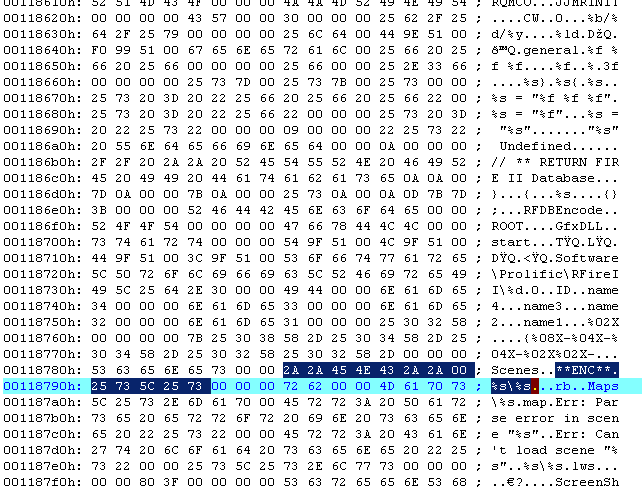 00118610h: 52 51 4D 43 4F 00 00 00 4A 4A 4D 52 49 4E 49 54 ; RQMCO...JJMRINIT
00118620h: 00 00 00 00 43 57 00 00 30 00 00 00 25 62 2F 25 ; ....CW..0...%b/%
00118630h: 64 2F 25 79 00 00 00 00 25 6C 64 00 44 9E 51 00 ; d/%y....%ld.DžQ.
00118640h: F0 99 51 00 67 65 6E 65 72 61 6C 00 25 66 20 25 ; ð™Q.general.%f %
00118650h: 66 20 25 66 00 00 00 00 25 66 00 00 25 2E 33 66 ; f %f....%f..%.3f
00118660h: 00 00 00 00 25 73 7D 00 25 73 7B 00 25 73 00 00 ; ....%s}.%s{.%s..
00118670h: 25 73 20 3D 20 22 25 66 20 25 66 20 25 66 22 00 ; %s = "%f %f %f".
00118680h: 25 73 20 3D 20 22 25 66 22 00 00 00 25 73 20 3D ; %s = "%f"...%s =
00118690h: 20 22 25 73 22 00 00 00 09 00 00 00 22 25 73 22 ;  "%s"......."%s"
001186a0h: 20 55 6E 64 65 66 69 6E 65 64 00 00 0A 00 00 00 ;  Undefined......
001186b0h: 2F 2F 20 2A 2A 20 52 45 54 55 52 4E 20 46 49 52 ; // ** RETURN FIR
001186c0h: 45 20 49 49 20 44 61 74 61 62 61 73 65 0A 0A 00 ; E II Database...
001186d0h: 7D 0A 00 00 7B 0A 00 00 25 73 0A 00 0A 0D 7B 7D ; }...{...%s....{}
001186e0h: 3B 00 00 00 52 46 44 42 45 6E 63 6F 64 65 00 00 ; ;...RFDBEncode..
001186f0h: 52 4F 4F 54 00 00 00 00 47 66 78 44 4C 4C 00 00 ; ROOT....GfxDLL..
00118700h: 73 74 61 72 74 00 00 00 54 9F 51 00 4C 9F 51 00 ; start...TŸQ.LŸQ.
00118710h: 44 9F 51 00 3C 9F 51 00 53 6F 66 74 77 61 72 65 ; DŸQ.<ŸQ.Software
00118720h: 5C 50 72 6F 6C 69 66 69 63 5C 52 46 69 72 65 49 ; \Prolific\RFireI
00118730h: 49 5C 25 64 2E 30 00 00 49 44 00 00 6E 61 6D 65 ; I\%d.0..ID..name
00118740h: 34 00 00 00 6E 61 6D 65 33 00 00 00 6E 61 6D 65 ; 4...name3...name
00118750h: 32 00 00 00 6E 61 6D 65 31 00 00 00 25 30 32 58 ; 2...name1...%02X
00118760h: 00 00 00 00 7B 25 30 38 58 2D 25 30 34 58 2D 25 ; ....{%08X-%04X-%
00118770h: 30 34 58 2D 25 30 32 58 25 30 32 58 2D 00 00 00 ; 04X-%02X%02X-...
00118780h: 53 63 65 6E 65 73 00 00 2A 2A 45 4E 43 2A 2A 00 ; Scenes..**ENC**.
00118790h: 25 73 5C 25 73 00 00 00 72 62 00 00 4D 61 70 73 ; %s\%s...rb..Maps
001187a0h: 5C 25 73 2E 6D 61 70 00 45 72 72 3A 20 50 61 72 ; \%s.map.Err: Par
001187b0h: 73 65 20 65 72 72 6F 72 20 69 6E 20 73 63 65 6E ; se error in scen
001187c0h: 65 20 22 25 73 22 00 00 45 72 72 3A 20 43 61 6E ; e "%s"..Err: Can
001187d0h: 27 74 20 6C 6F 61 64 20 73 63 65 6E 65 20 22 25 ; 't load scene "%
001187e0h: 73 22 00 00 25 73 5C 25 73 2E 6C 77 73 00 00 00 ; s"..%s\%s.lws...
001187f0h: 00 00 80 3F 00 00 00 00 53 63 72 65 65 6E 53 68 ; ..€?....ScreenSh